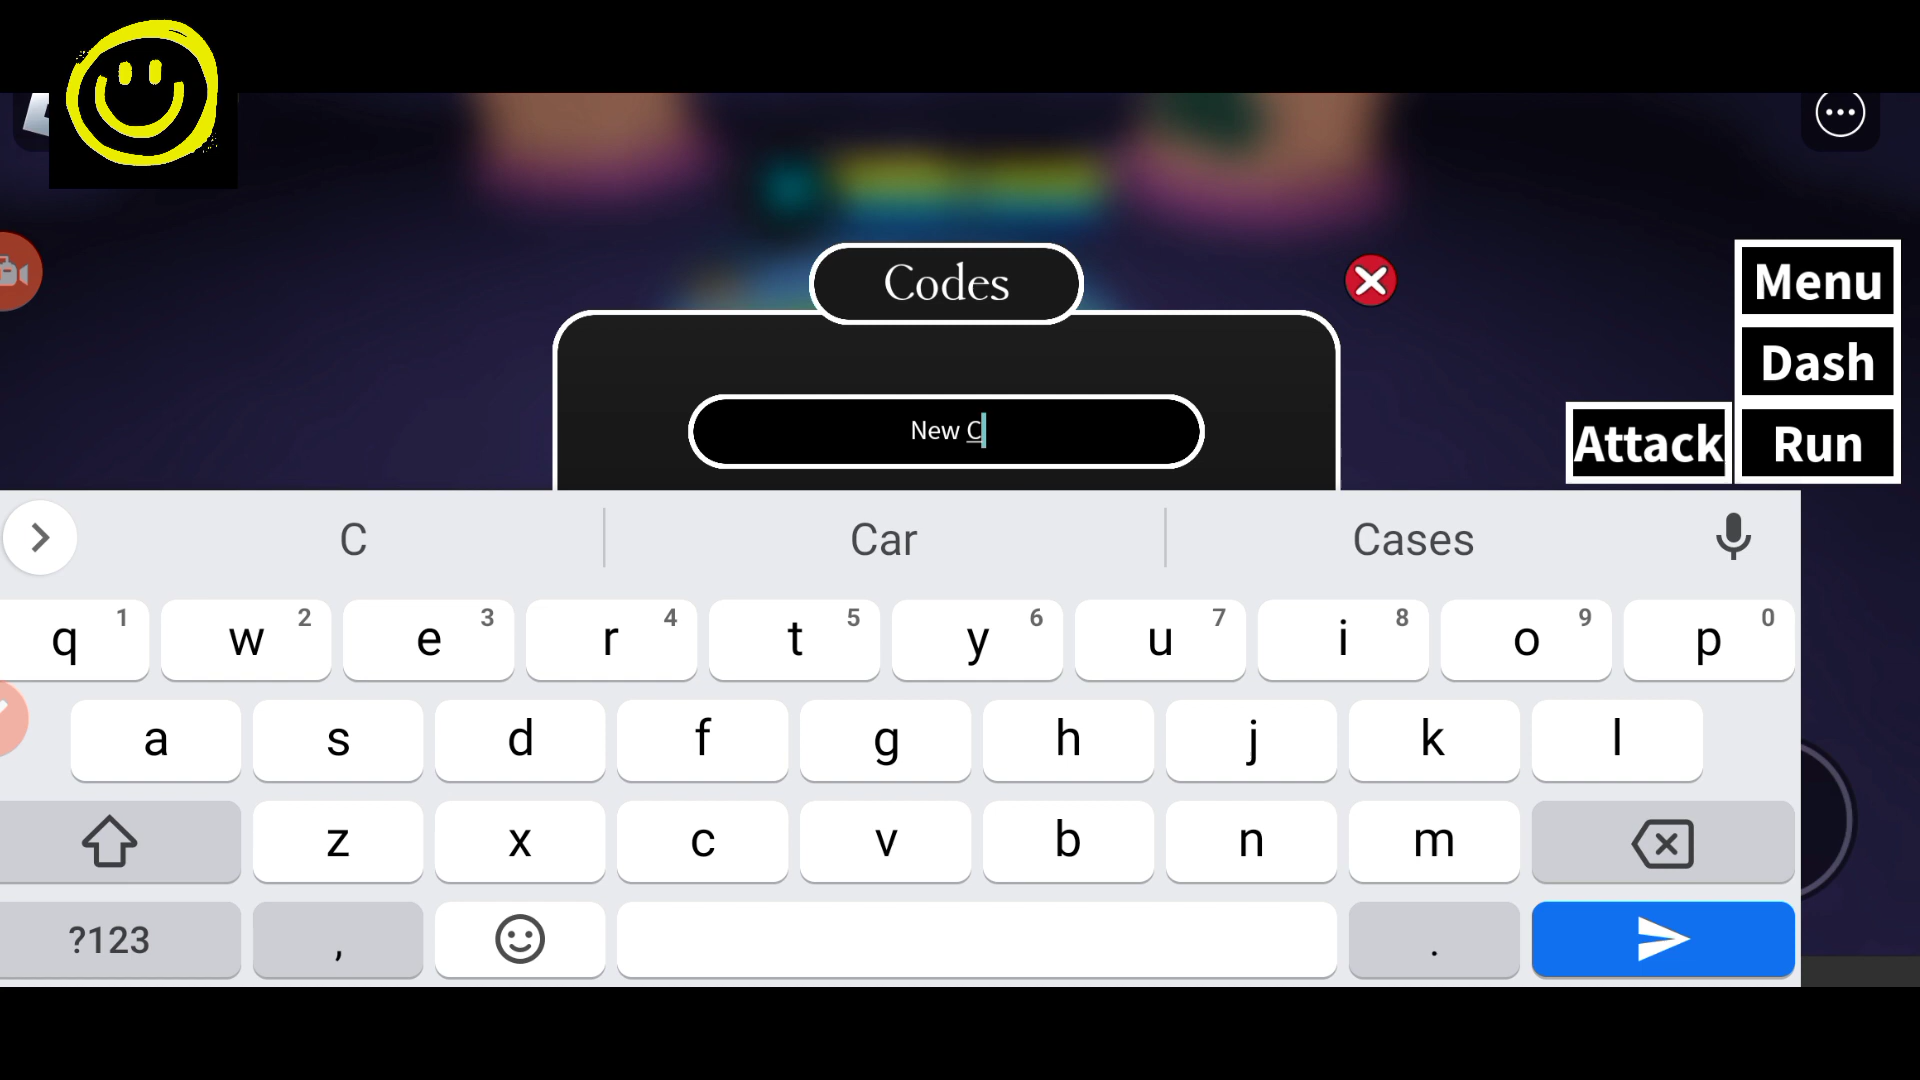 Codes
New C
Menu
Dash
Attack Run
C Car Cases
q 1 w 2 e 3 r 4 t 5 y 6 u 7 i 8 o 9 p 0
a s d f g h j k l
z x c v b n m
?123 , .